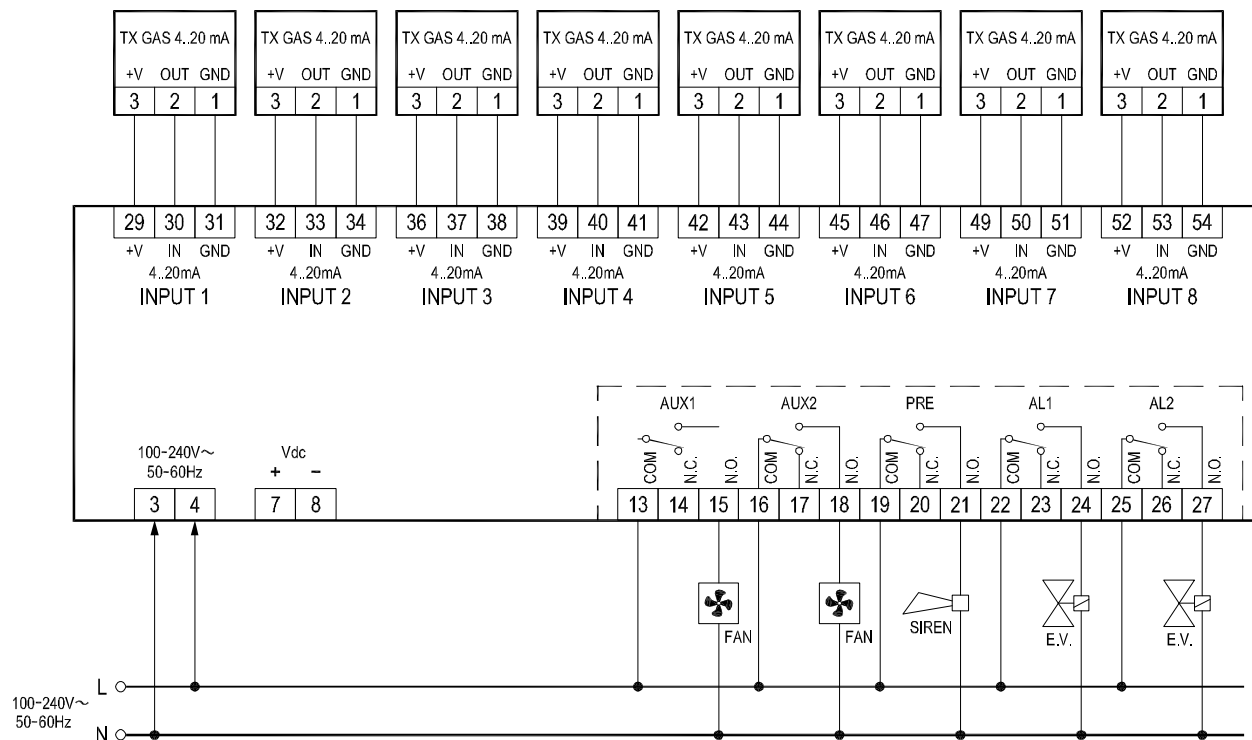 TX GAS 4..20 mA TX GAS 4..20 mA TX GAS 4..20 mA TX GAS 4..20 mA TX GAS 4..20 mA TX GAS 4..20 mA TX GAS 4..20 mA TX GAS 4..20 mA
+V OUT GND +V OUT GND +V OUT GND +V OUT GND +V OUT GND +V OUT GND +V OUT GND +V OUT GND
3 2 1 3 2 1 3 2 1 3 2 1 3 2 1 3 2 1 3 2 1 3 2 1
29 30 31 32 33 34 36 37 38 39 40 41 42 43 44 45 46 47 49 50 51 52 53 54
+V IN GND +V IN GND +V IN GND +V IN GND +V IN GND +V IN GND +V IN GND +V IN GND
4..20mA 4..20mA 4..20mA 4..20mA 4..20mA 4..20mA 4..20mA 4..20mA
INPUT 1 INPUT 2 INPUT 3 INPUT 4 INPUT 5 INPUT 6 INPUT 7 INPUT 8
AUX1 AUX2 PRE AL1 AL2
100-240V~ Vdc
50-60Hz + −
COM N.C. N.O. COM N.C. N.O. COM N.C. N.O. COM N.C. N.O. COM N.C. N.O.
3 4 7 8 13 14 15 16 17 18 19 20 21 22 23 24 25 26 27
FAN FAN SIREN E.V. E.V.
L
100-240V~
50-60Hz
N